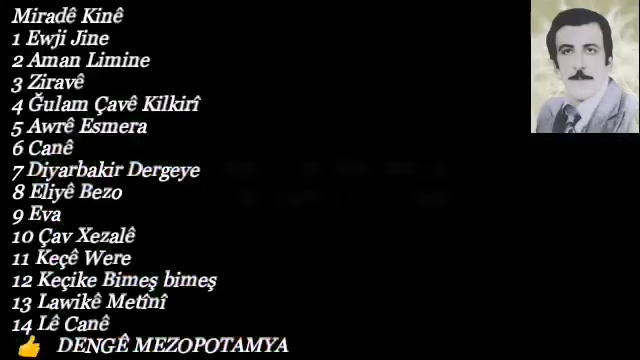 Miradê Kinê
1 Ewji Jine
2 Aman Limine
3 Ziravê
4 Ğulam Çavê Kilkirî
5 Awrê Esmera
6 Canê
7 Diyarbakir Dergeye
8 Eliyê Bezo
9 Eva
10 Çav Xezalê
11 Keçê Were
12 Keçike Bimeş bimeş
13 Lawikê Metînî
14 Lê Canê
👍 DENGÊ MEZOPOTAMYA